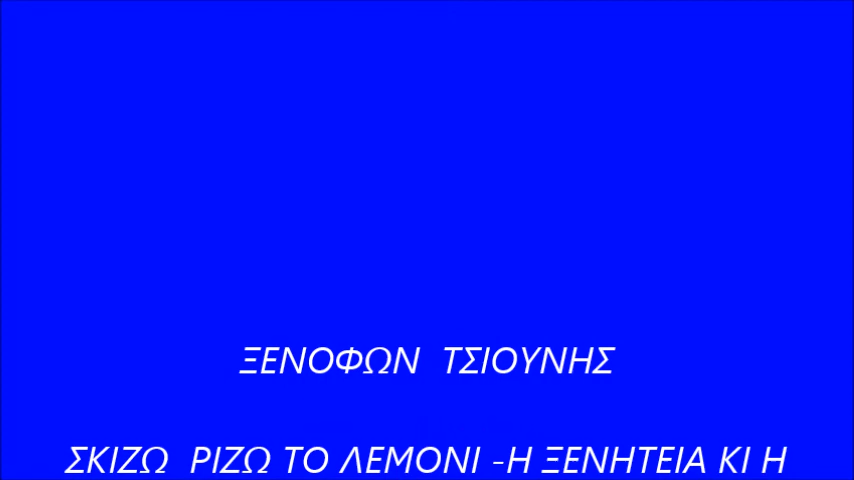 ΞΕΝΟΦΩΝ ΤΣΙΟΥΝΗΣ
ΣΚΙΖΩ ΡΙΖΩ ΤΟ ΛΕΜΟΝΙ -Η ΞΕΝΗΤΕΙΑ ΚΙ Η